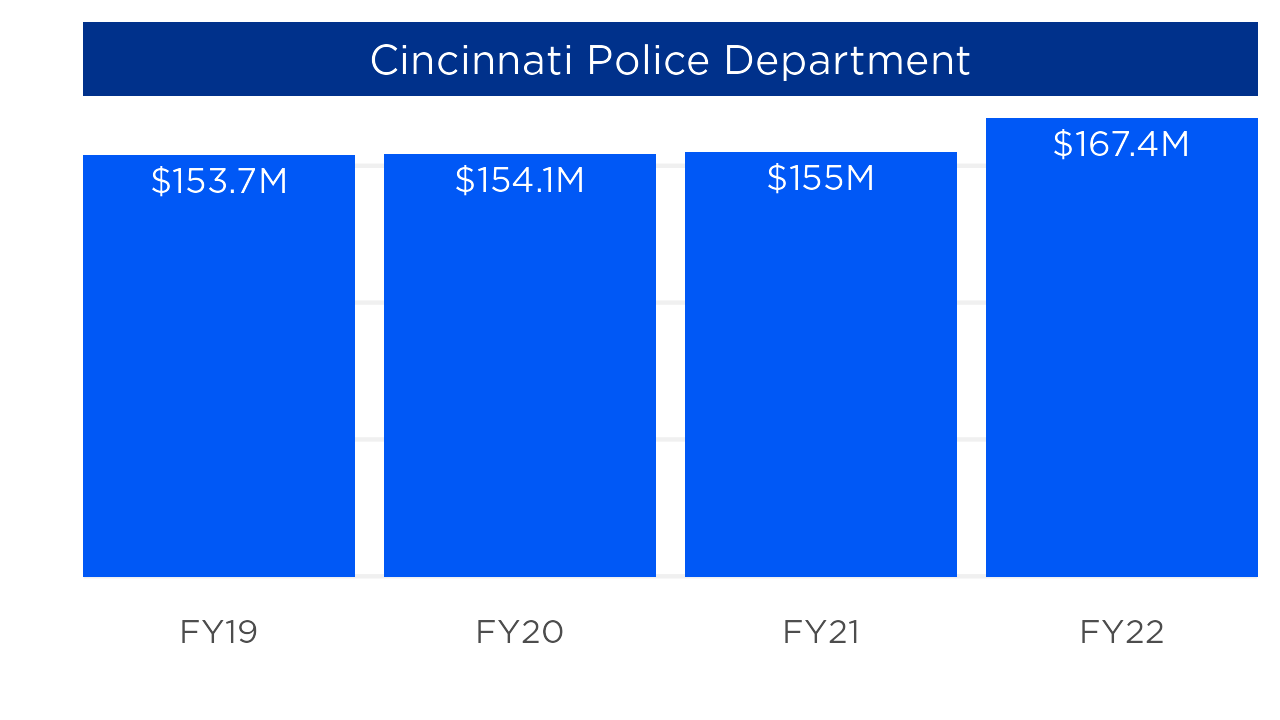 Cincinnati Police Department
$153.7M
$154.1M
$155M
$167.4M
FY19
FY20
FY21
FY22